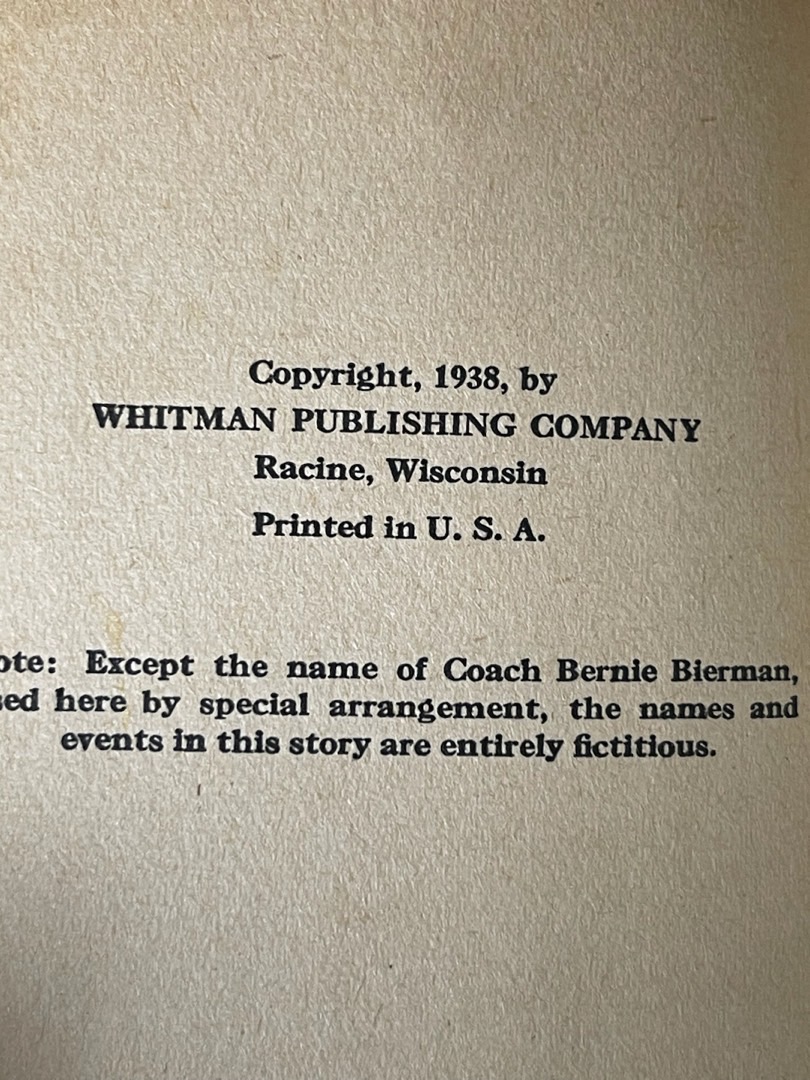 Copyright, 1938, by
WHITMAN PUBLISHING COMPANY
Racine, Wisconsin
Printed in U. S. A.
ote: Except the name of Coach Bernie Bierman,
sed here by special arrangement, the names and
events in this story are entirely fictitious.